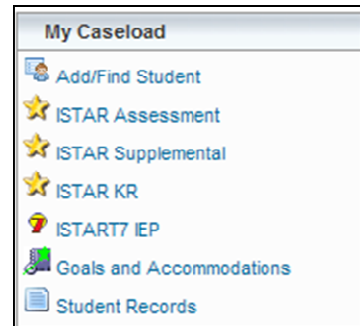 My Caseload
Add/Find Student
ISTAR Assessment
ISTAR Supplemental
ISTAR KR
ISTART7 IEP
Goals and Accommodations
Student Records